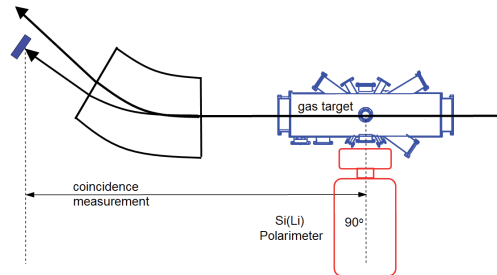 gas target
coincidence
measurement
Si(Li)
Polarimeter
90°